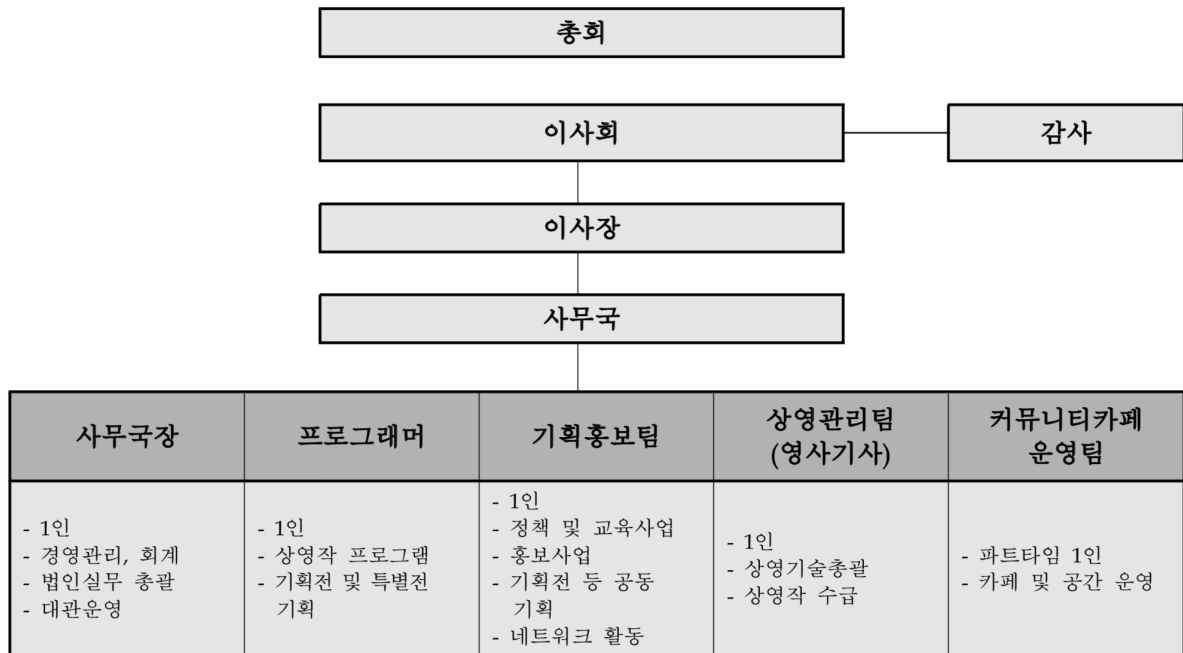 총회
이사회
감사
이사장
사무국
사무국장
프로그래머
기획홍보팀
상영관리팀
(영사기사)
커뮤니티카페
운영팀
- 1인
- 경영관리, 회계
- 법인실무 총괄
- 대관운영
- 1인
- 상영작 프로그램
- 기획전 및 특별전
기획
- 1인
- 정책 및 교육사업
- 홍보사업
- 기획전 등 공동
기획
- 네트워크 활동
- 1인
- 상영기술총괄
- 상영작 수급
- 파트타임 1인
- 카페 및 공간 운영